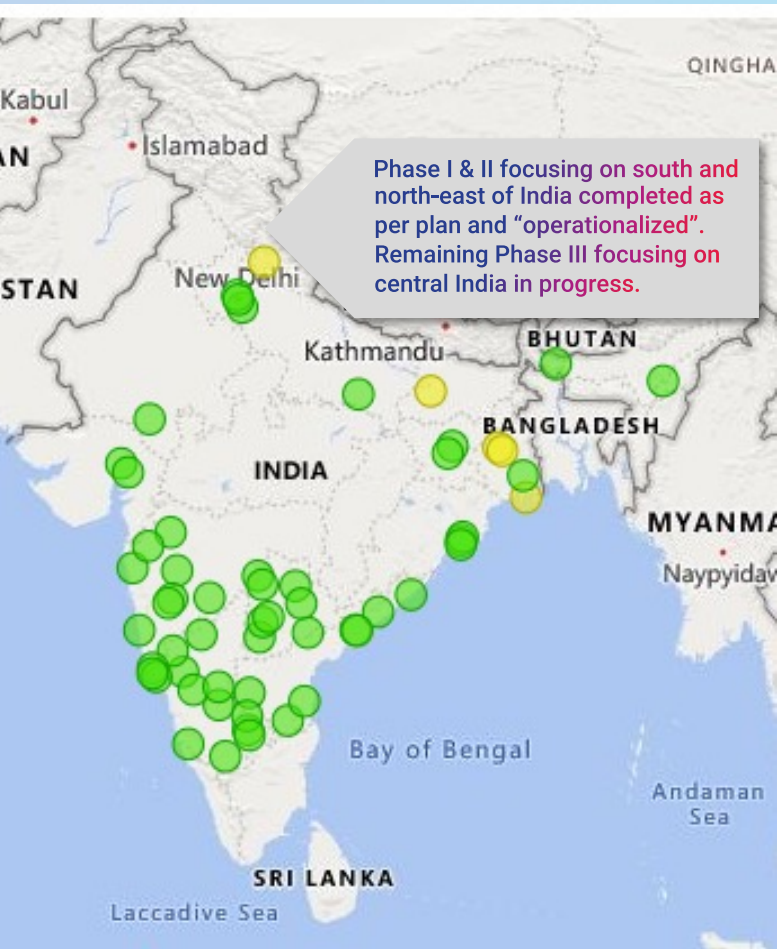 QINGHA
Kabul
Islamabad
AN
Phase I & II focusing on south and
north-east of India completed as
per plan and “operationalized”.
Remaining Phase III focusing on
central India in progress.
New Delhi
STAN
BHUTAN
Kathmandu
BANGLADESH
INDIA
MYANMA
Naypyidaw
Bay of Bengal
Andaman
Sea
SRI LANKA
Laccadive Sea